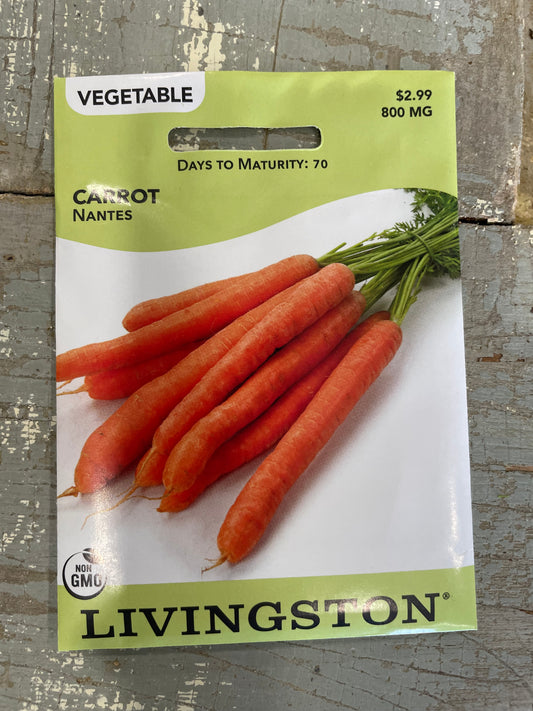 VEGETABLE
$2.99
800 MG
DAYS TO MATURITY: 70
CARROT
NANTES
NON
GMO
LIVINGSTON®